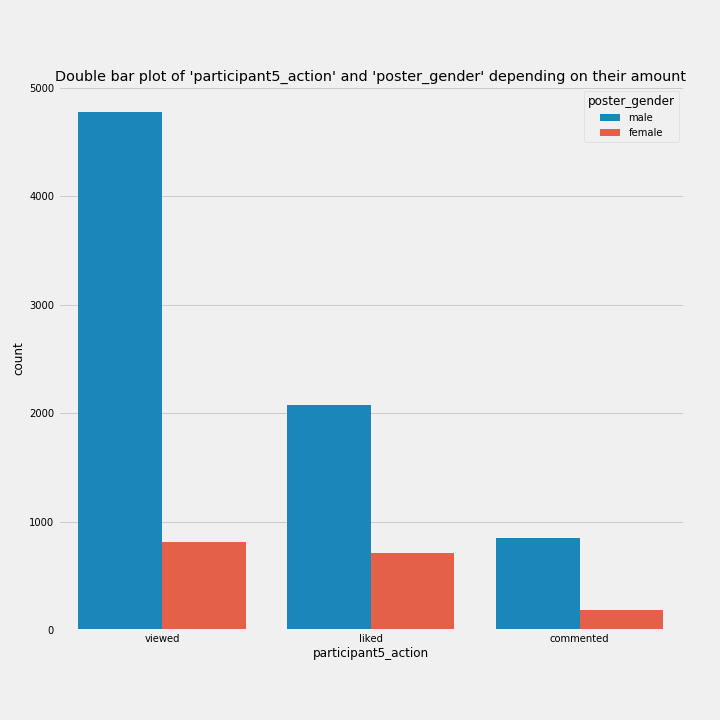 Double bar plot of 'participant5_action' and 'poster_gender' depending on their amount
poster_gender
male
female
5000
4000
3000
2000
1000
0
count
viewed
liked
commented
participant5_action